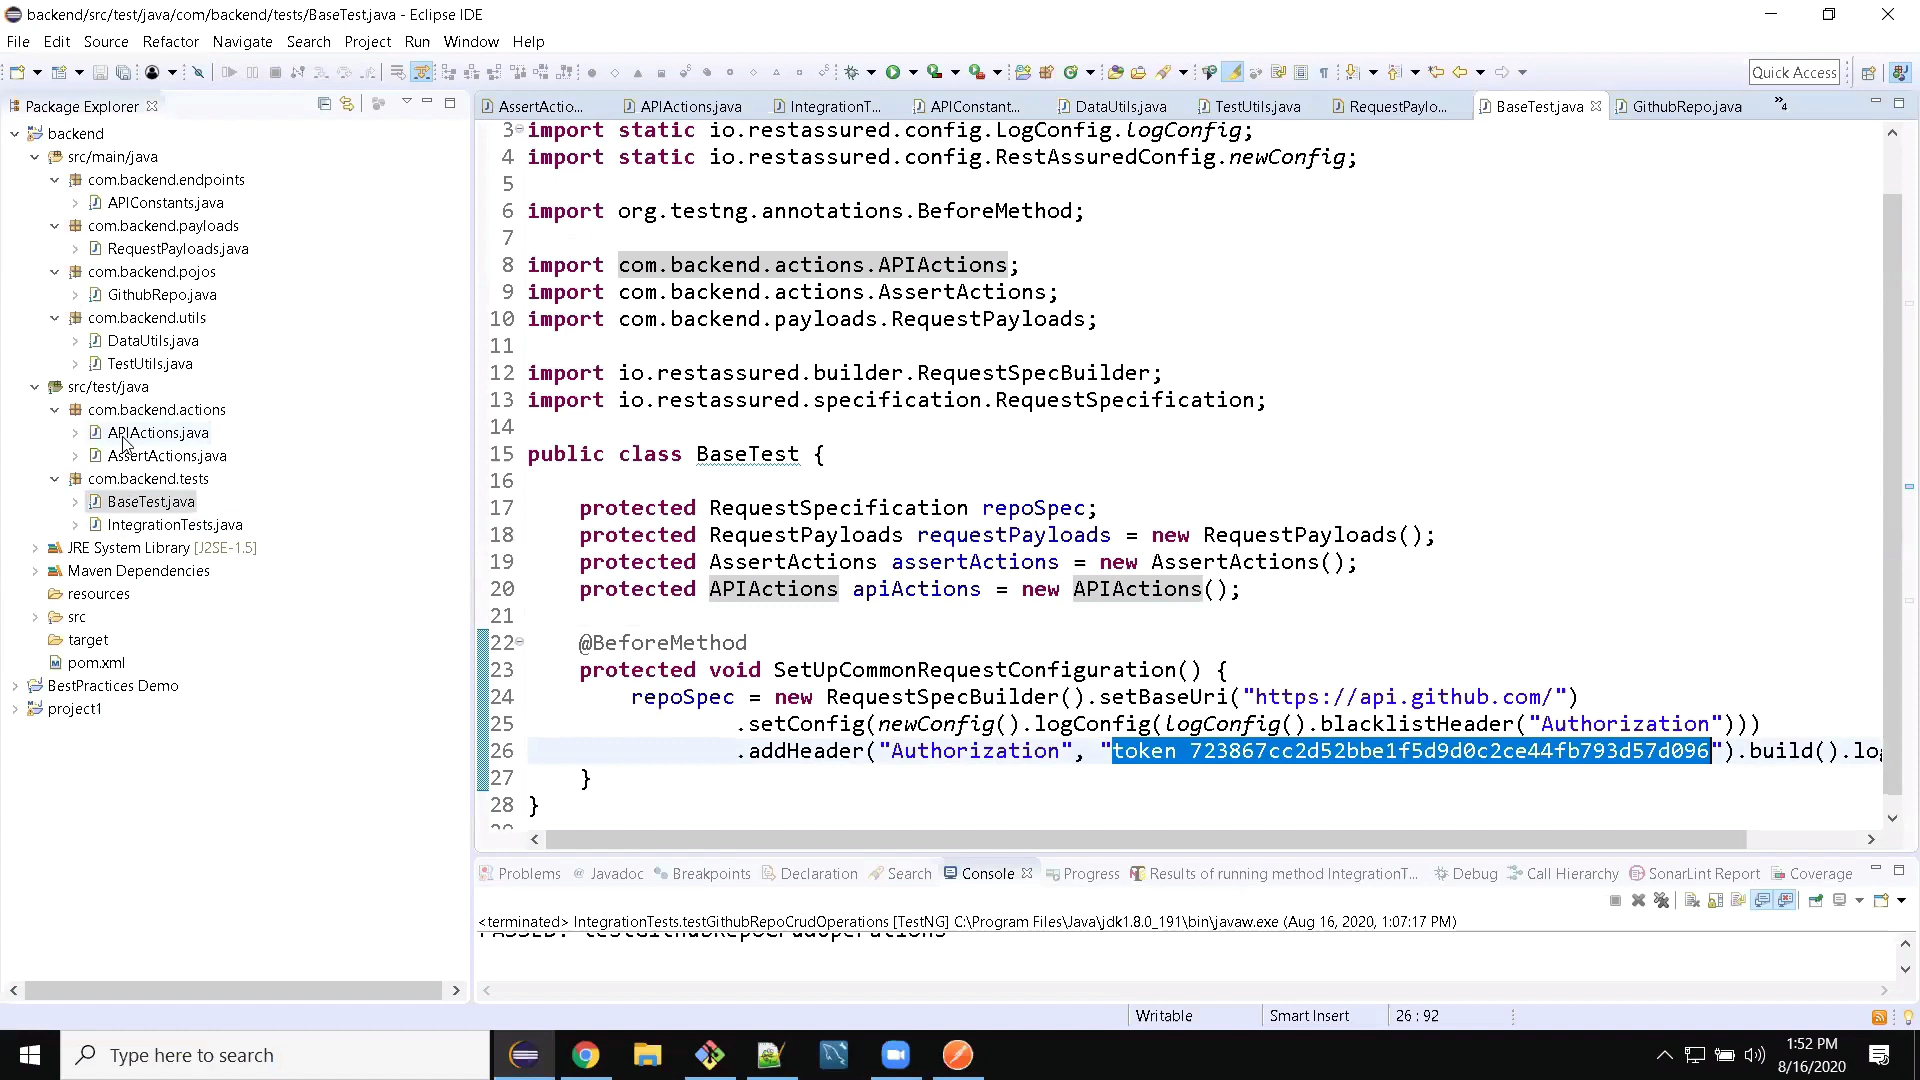 backend/src/test/java/com/backend/tests/BaseTest.java - Eclipse IDE
File Edit Source Refactor Navigate Search Project Run Window Help
Quick Access
Package Explorer
backend
src/main/java
com.backend.endpoints
APIConstants.java
com.backend.payloads
RequestPayloads.java
com.backend.pojos
GithubRepo.java
com.backend.utils
DataUtils.java
TestUtils.java
src/test/java
com.backend.actions
APIActions.java
AssertActions.java
com.backend.tests
BaseTest.java
IntegrationTests.java
JRE System Library [J2SE-1.5]
Maven Dependencies
resources
src
target
pom.xml
BestPractices Demo
project1
AssertActio... APIActions.java IntegrationT... APIConstant... DataUtils.java TestUtils.java RequestPaylo... BaseTest.java GithubRepo.java 4
3 import static io.restassured.config.LogConfig.logConfig;
4 import static io.restassured.config.RestAssuredConfig.newConfig;
5
6 import org.testng.annotations.BeforeMethod;
7
8 import com.backend.actions.APIActions;
9 import com.backend.actions.AssertActions;
10 import com.backend.payloads.RequestPayloads;
11
12 import io.restassured.builder.RequestSpecBuilder;
13 import io.restassured.specification.RequestSpecification;
14
15 public class BaseTest {
16
17 protected RequestSpecification repoSpec;
18 protected RequestPayloads requestPayloads = new RequestPayloads();
19 protected AssertActions assertActions = new AssertActions();
20 protected APIActions apiActions = new APIActions();
21
22 @BeforeMethod
23 protected void SetUpCommonRequestConfiguration() {
24 repoSpec = new RequestSpecBuilder().setBaseUri("https://api.github.com/")
25 .setConfig(newConfig().logConfig(logConfig().blacklistHeader("Authorization")))
26 .addHeader("Authorization", "token 723867cc2d52bbe1f5d9d0c2ce44fb793d57d096").build().log
27 }
28 }
Problems Javadoc Breakpoints Declaration Search Console Progress Results of running method IntegrationT... Debug Call Hierarchy SonarLint Report Coverage
<terminated> IntegrationTests.testGithubRepoCrudOperations [TestNG] C:\Program Files\Java\jdk1.8.0_191\bin\javaw.exe (Aug 16, 2020, 1:07:17 PM)
PASSED: testGithubRepoCrudOperations
Writable Smart Insert 26 : 92
Type here to search
1:52 PM
8/16/2020